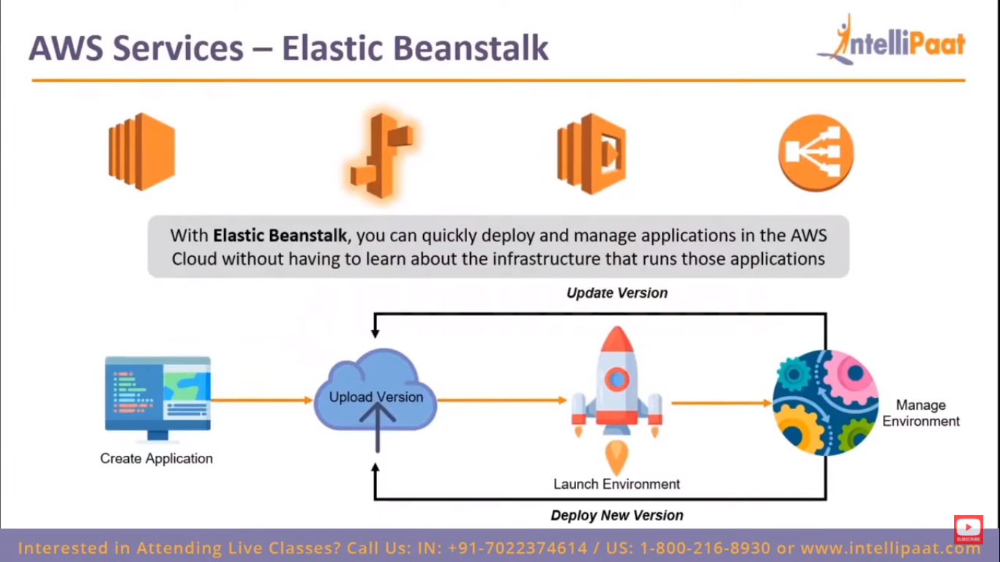 AWS Services – Elastic Beanstalk
IntelliPaat
With Elastic Beanstalk, you can quickly deploy and manage applications in the AWS
Cloud without having to learn about the infrastructure that runs those applications
Update Version
Upload Version
Manage
Environment
Create Application
Launch Environment
Deploy New Version
SUBSCRIBE
Interested in Attending Live Classes? Call Us: IN: +91-7022374614 / US: 1-800-216-8930 or www.intellipaat.com